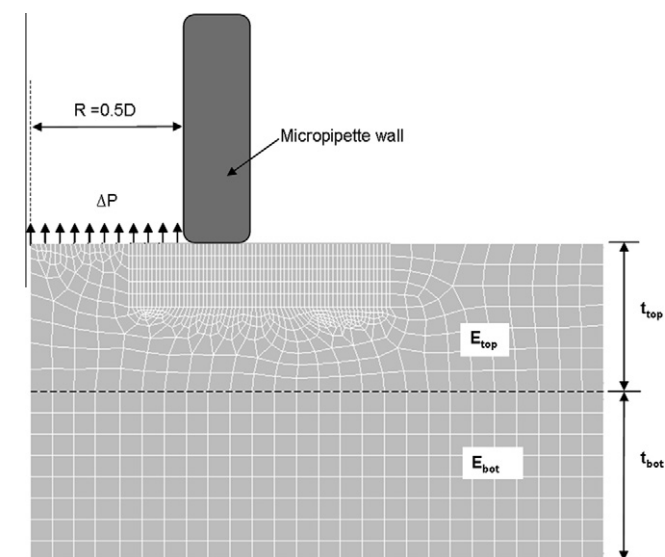 R =0.5D
Micropipette wall
ΔP
t_top
E_top
E_bot
t_bot